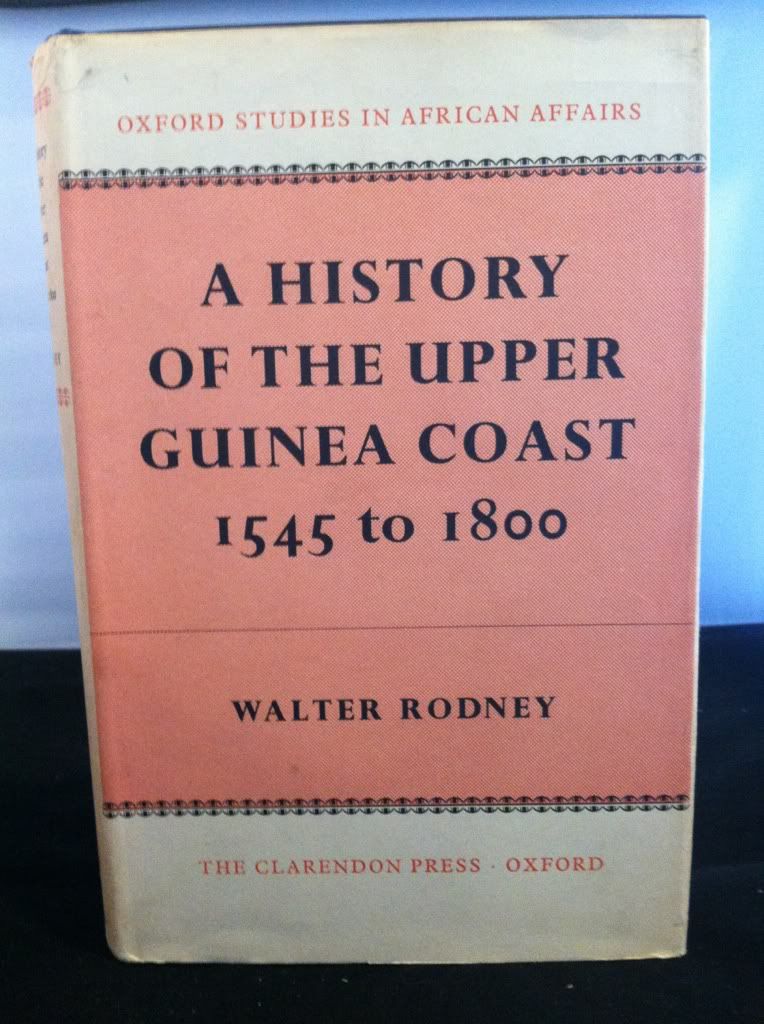 OXFORD STUDIES IN AFRICAN AFFAIRS
A HISTORY
OF THE UPPER
GUINEA COAST
1545 to 1800
WALTER RODNEY
THE CLARENDON PRESS · OXFORD